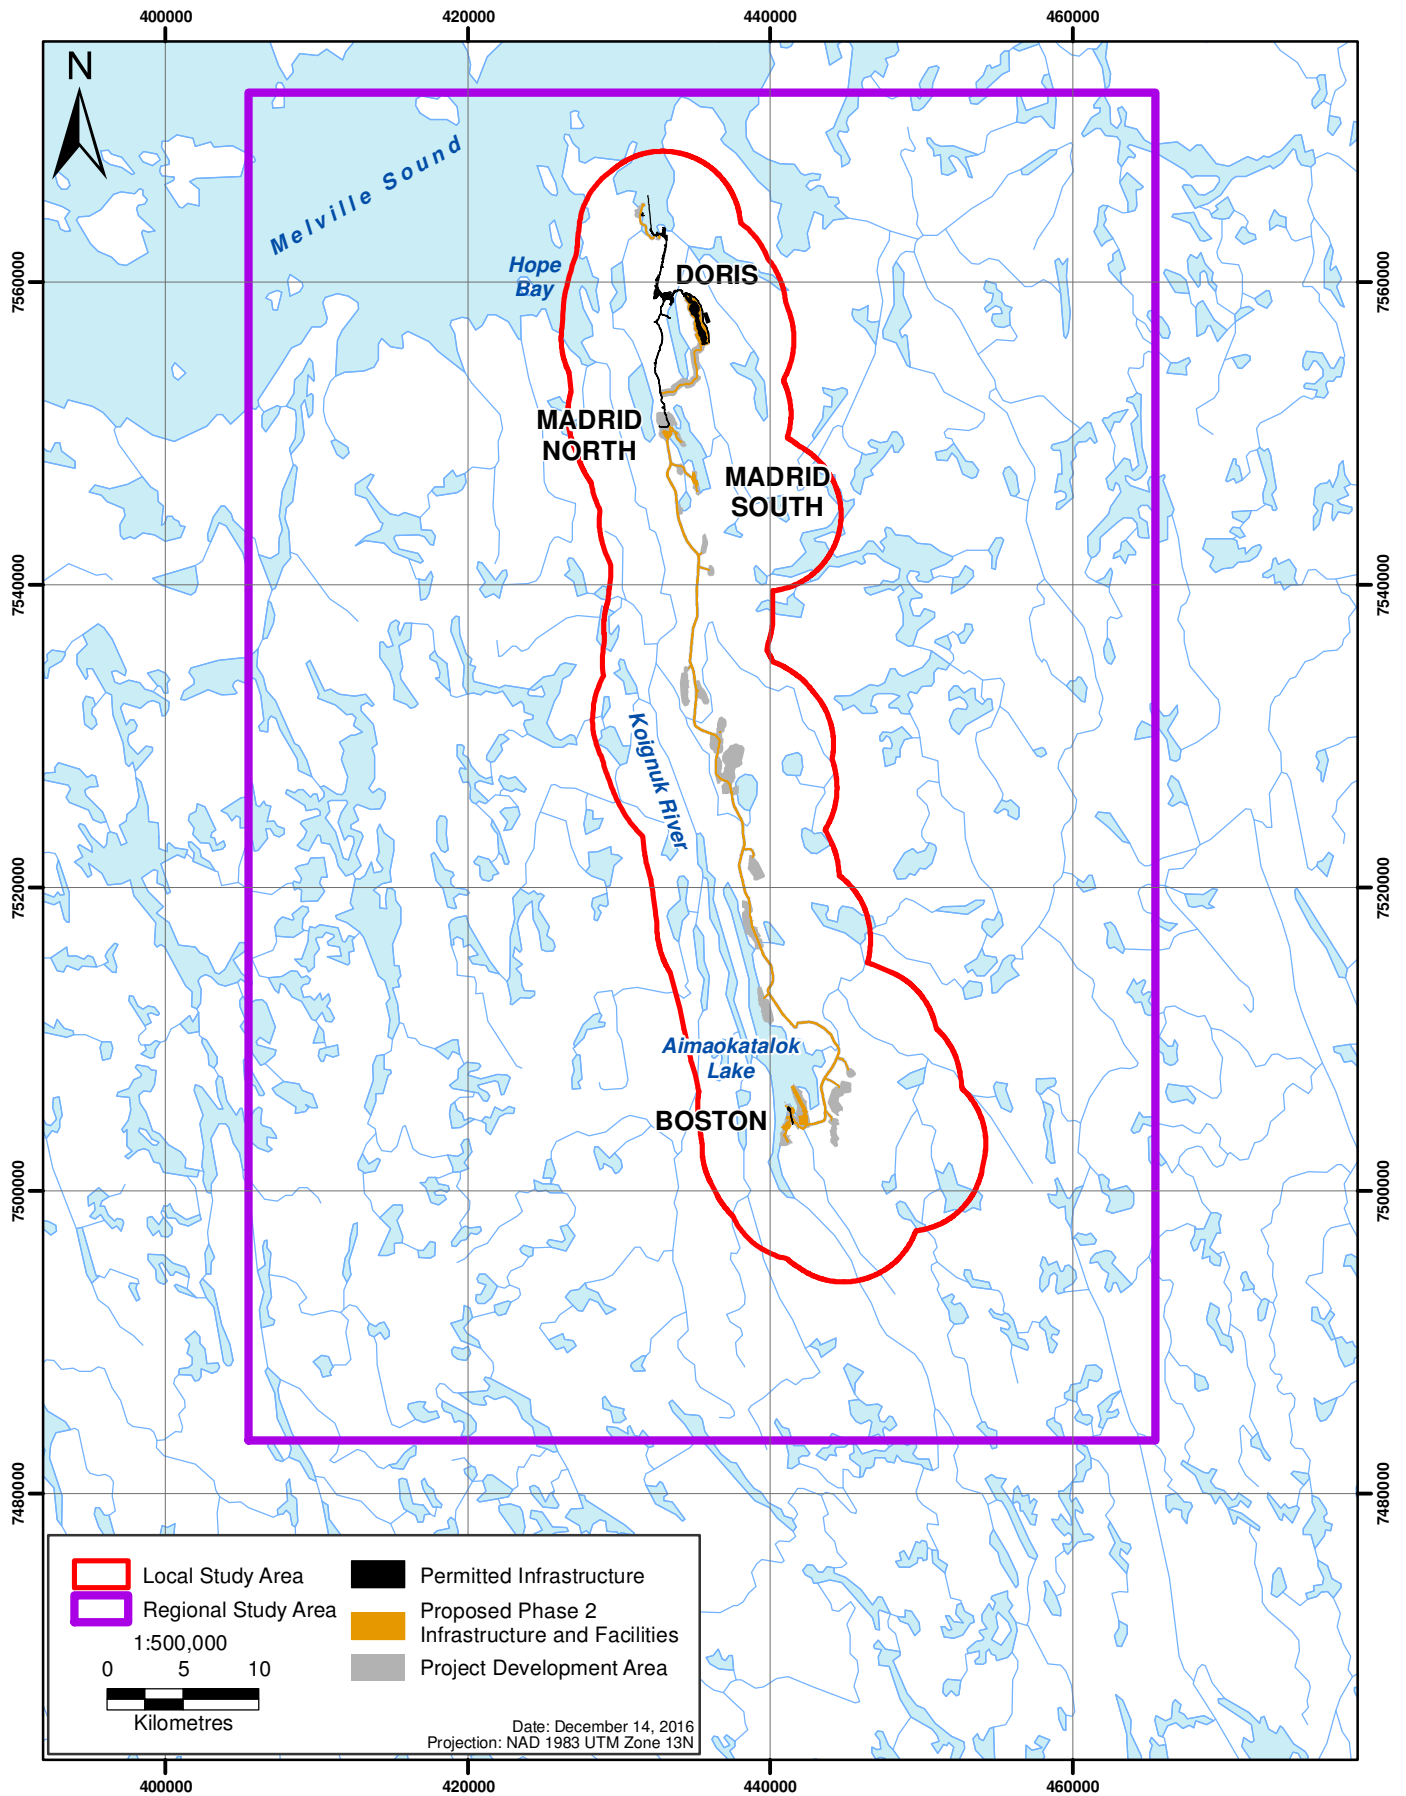 400000
420000
440000
460000
N
Melville Sound
Hope
Bay
DORIS
7560000
7560000
MADRID
NORTH
MADRID
SOUTH
7540000
7540000
Koignuk River
7520000
7520000
Aimaokatalok
Lake
BOSTON
7500000
7500000
7480000
7480000
Local Study Area
Regional Study Area
1:500,000
0 5 10
Kilometres
Permitted Infrastructure
Proposed Phase 2
Infrastructure and Facilities
Project Development Area
Date: December 14, 2016
Projection: NAD 1983 UTM Zone 13N
400000
420000
440000
460000